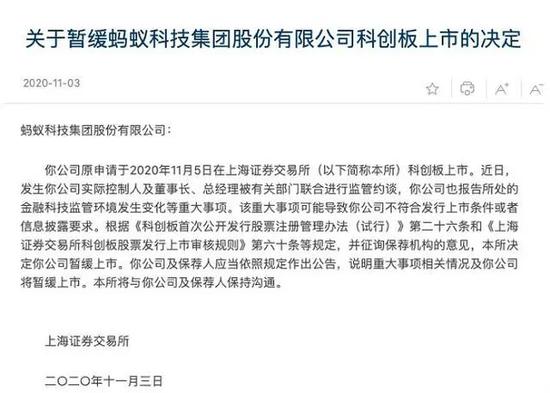 关于暂缓蚂蚁科技集团股份有限公司科创板上市的决定
2020-11-03
A+ A-
蚂蚁科技集团股份有限公司：
你公司原申请于2020年11月5日在上海证券交易所（以下简称本所）科创板上市。近日，
发生你公司实际控制人及董事长、总经理被有关部门联合进行监管约谈，你公司也报告所处的
金融科技监管环境发生变化等重大事项。该重大事项可能导致你公司不符合发行上市条件或者
信息披露要求。根据《科创板首次公开发行股票注册管理办法（试行）》第二十六条和《上海
证券交易所科创板股票发行上市审核规则》第六十条等规定，并征询保荐机构的意见，本所决
定你公司暂缓上市。你公司及保荐人应当依照规定作出公告，说明重大事项相关情况及你公司
将暂缓上市。本所将与你公司及保荐人保持沟通。
上海证券交易所
二〇二〇年十一月三日